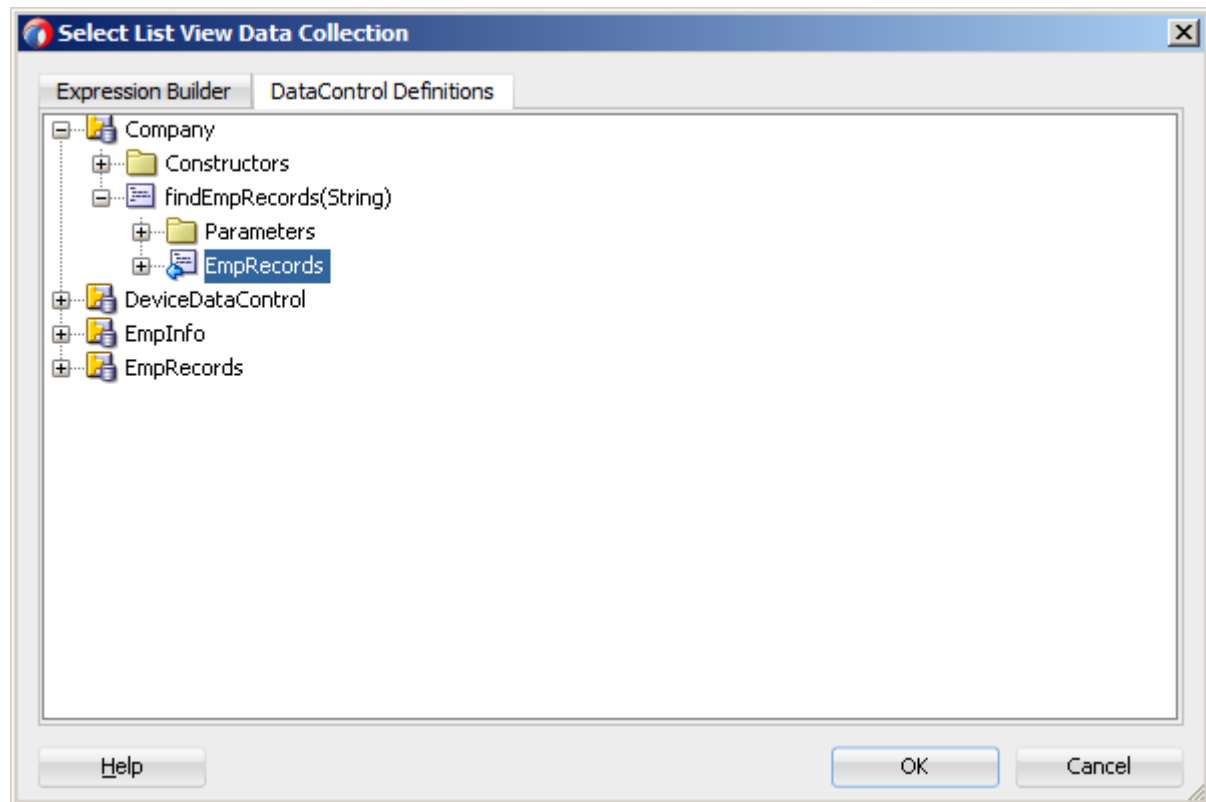 Select List View Data Collection
Expression Builder DataControl Definitions
Company
Constructors
findEmpRecords(String)
Parameters
EmpRecords
DeviceDataControl
EmpInfo
EmpRecords
Help OK Cancel